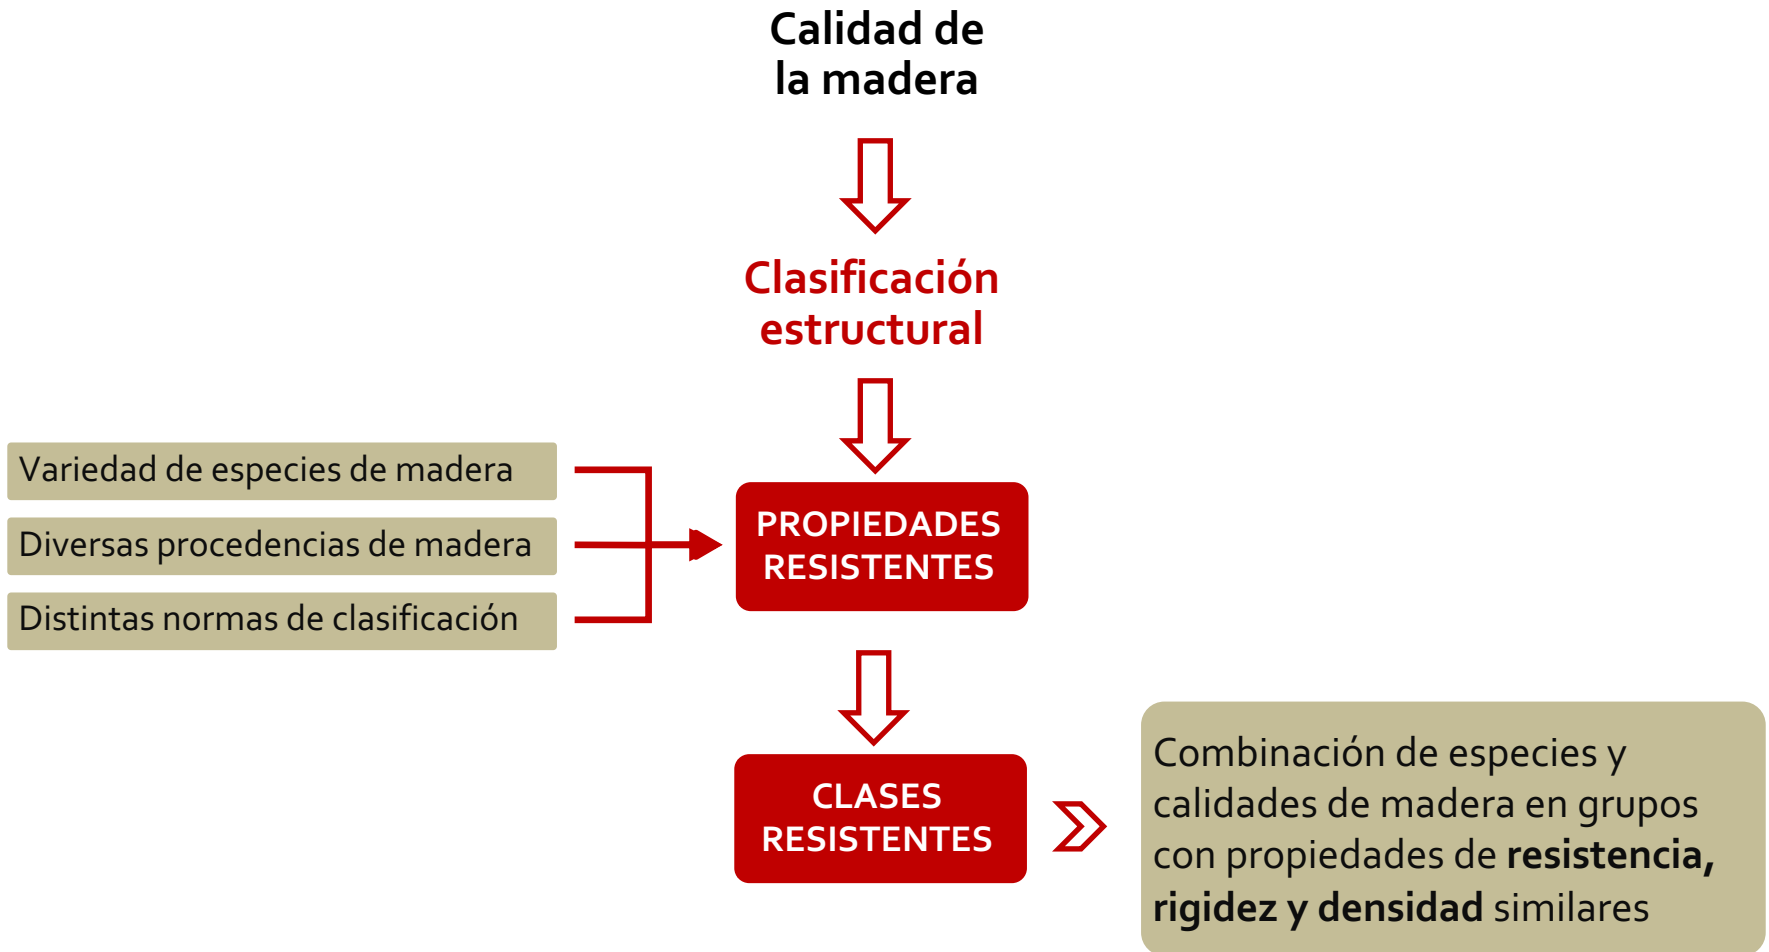 Calidad de
la madera
Clasificación
estructural
Variedad de especies de madera
Diversas procedencias de madera
Distintas normas de clasificación
PROPIEDADES
RESISTENTES
CLASES
RESISTENTES
Combinación de especies y
calidades de madera en grupos
con propiedades de resistencia,
rigidez y densidad similares